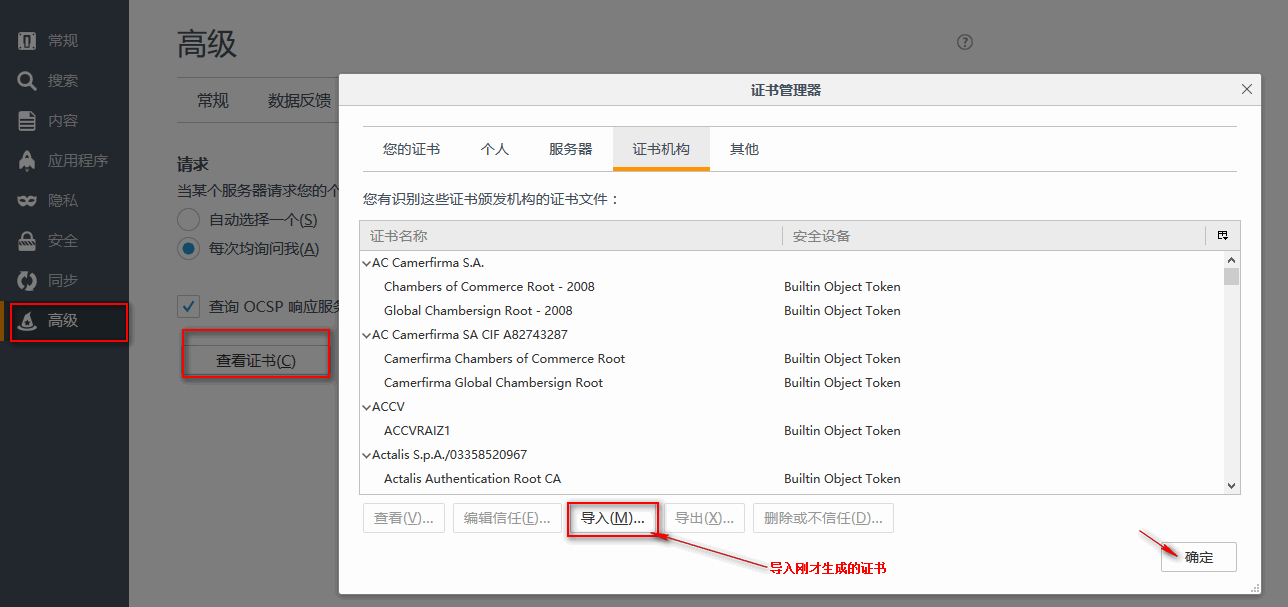 常规
搜索
内容
应用程序
隐私
安全
同步
高级
高级
常规
数据反馈
请求
当某个服务器请求您的个
自动选择一个(S)
每次均询问我(A)
查询 OCSP 响应服务
查看证书(C)
证书管理器
您的证书
个人
服务器
证书机构
其他
您有识别这些证书颁发机构的证书文件：
证书名称 安全设备
AC Camerfirma S.A.
Chambers of Commerce Root - 2008 Builtin Object Token
Global Chambersign Root - 2008 Builtin Object Token
AC Camerfirma SA CIF A82743287
Camerfirma Chambers of Commerce Root Builtin Object Token
Camerfirma Global Chambersign Root Builtin Object Token
ACCV
ACCVRAIZ1 Builtin Object Token
Actalis S.p.A./03358520967
Actalis Authentication Root CA Builtin Object Token
查看(V)...
编辑信任(E)...
导入(M)...
导出(X)...
删除或不信任(D)...
导入刚才生成的证书
确定